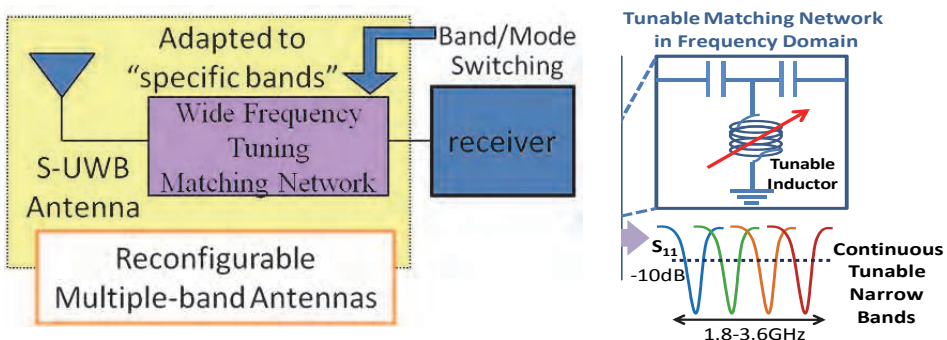 Adapted to
“specific bands”
Band/Mode
Switching
Wide Frequency
Tuning
Matching Network
receiver
S-UWB
Antenna
Reconfigurable
Multiple-band Antennas
Tunable Matching Network
in Frequency Domain
Tunable
Inductor
S11
-10dB
Continuous
Tunable
Narrow
Bands
1.8-3.6GHz